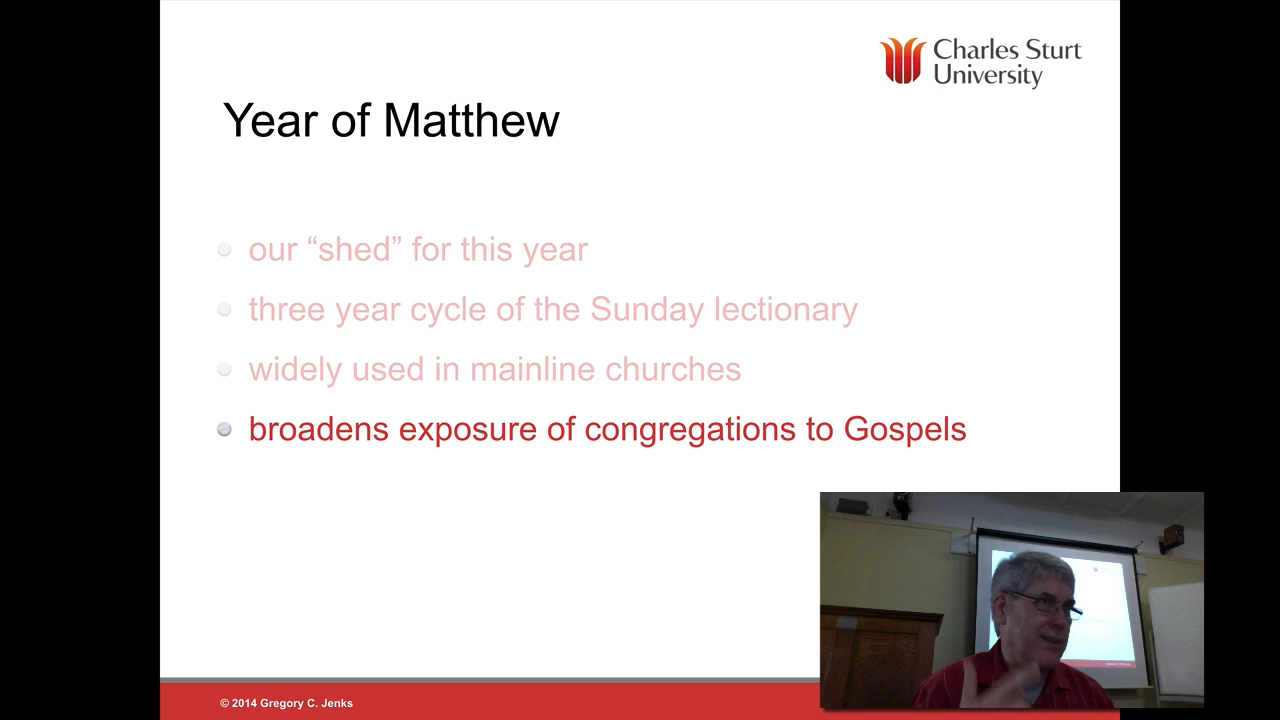 Charles Sturt
University
Year of Matthew
our “shed” for this year
three year cycle of the Sunday lectionary
widely used in mainline churches
broadens exposure of congregations to Gospels
© 2014 Gregory C. Jenks